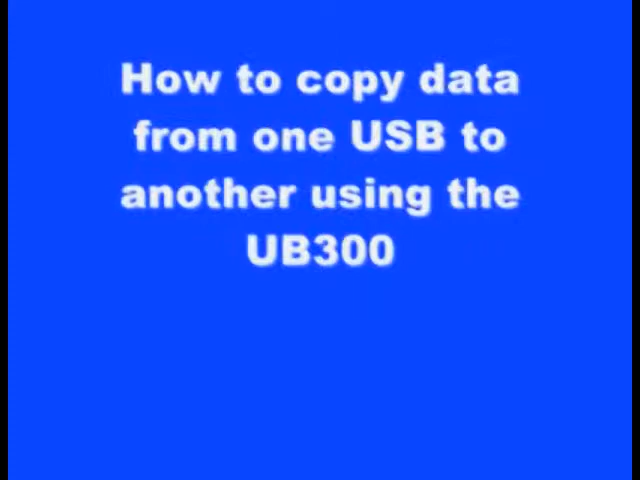 How to copy data
from one USB to
another using the
UB300